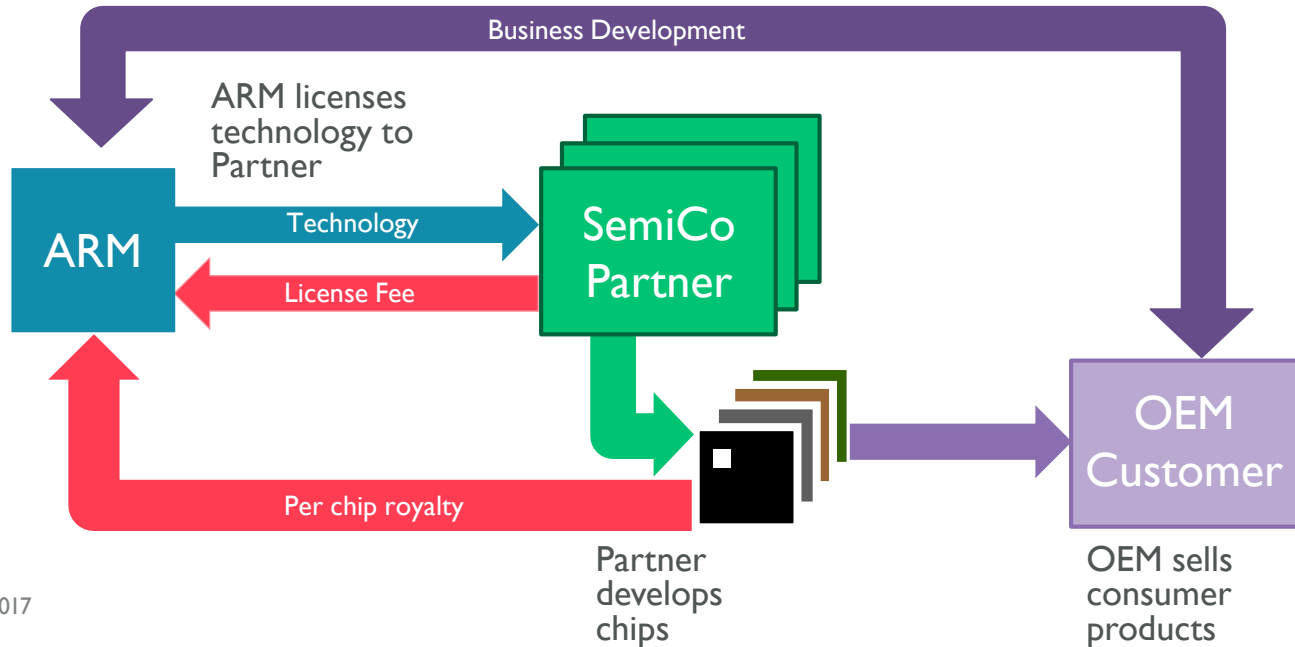 Business Development
ARM licenses
technology to
Partner
ARM
Technology
License Fee
SemiCo
Partner
OEM
Customer
Per chip royalty
Partner
develops
chips
OEM sells
consumer
products
017